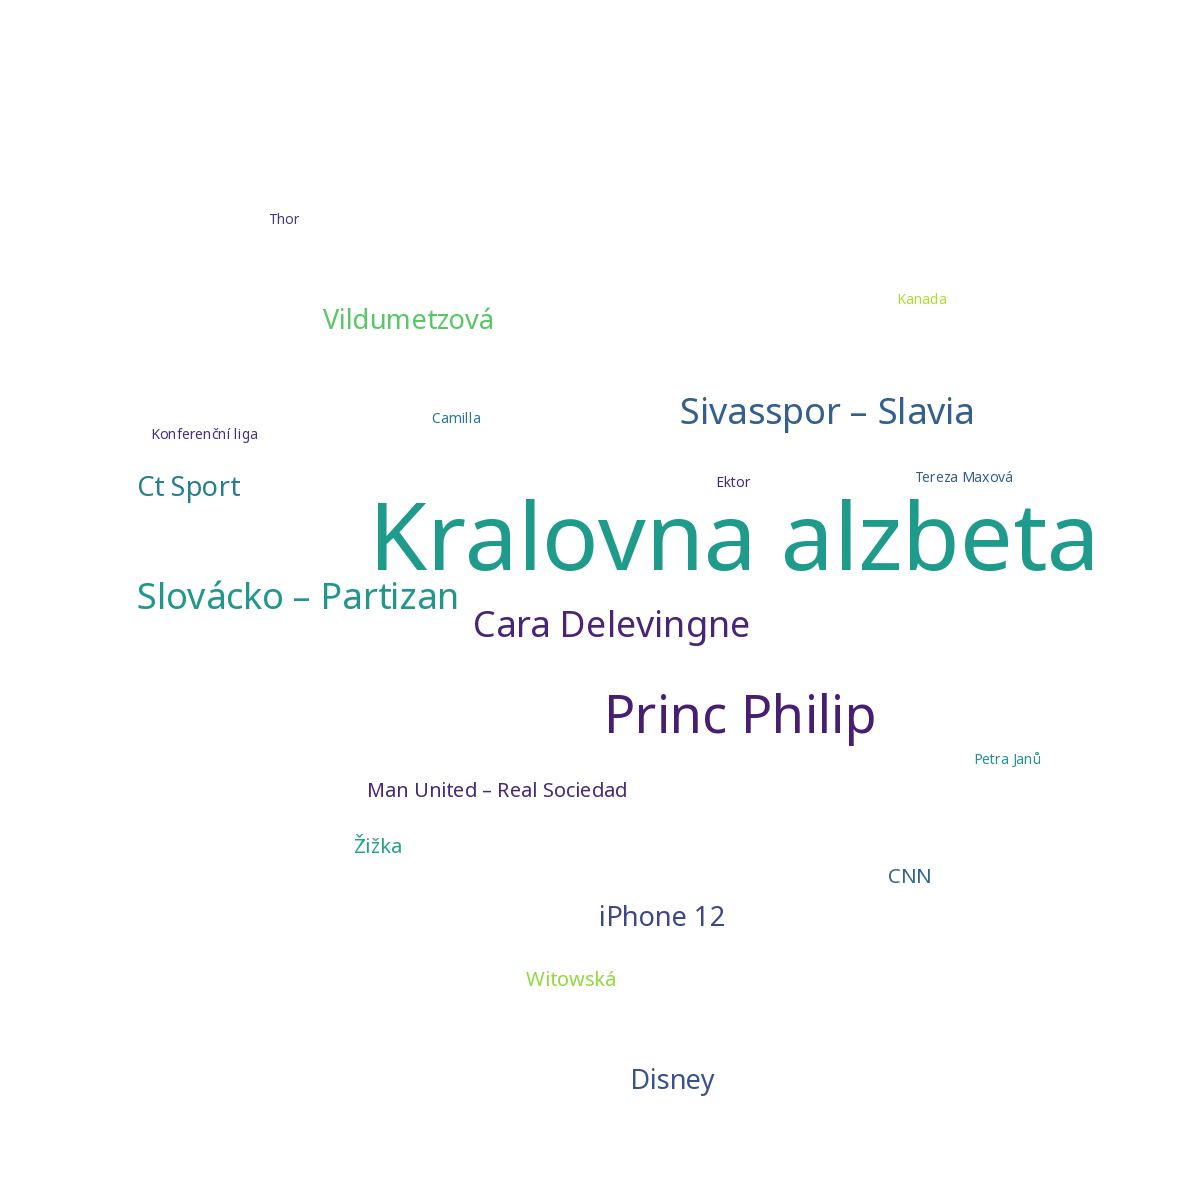 Thor
Kanada
Vildumetzová
Sivasspor – Slavia
Camilla
Konferenční liga
Tereza Maxová
Ektor
Ct Sport
Kralovna alzbeta
Slovácko – Partizan
Cara Delevingne
Princ Philip
Petra Janů
Man United – Real Sociedad
Žižka
CNN
iPhone 12
Witowská
Disney